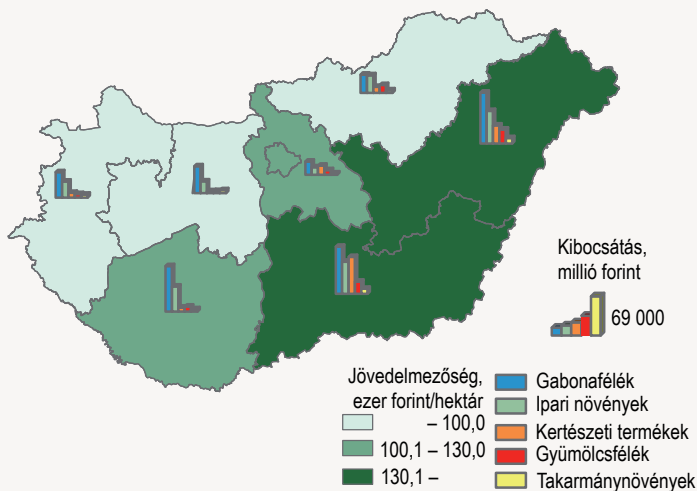 Kibocsátás,
millió forint
69 000
Jövedelmezőség,
ezer forint/hektár
– 100,0
100,1 – 130,0
130,1 –
Gabonafélék
Ipari növények
Kertészeti termékek
Gyümölcsfélék
Takarmánynövények